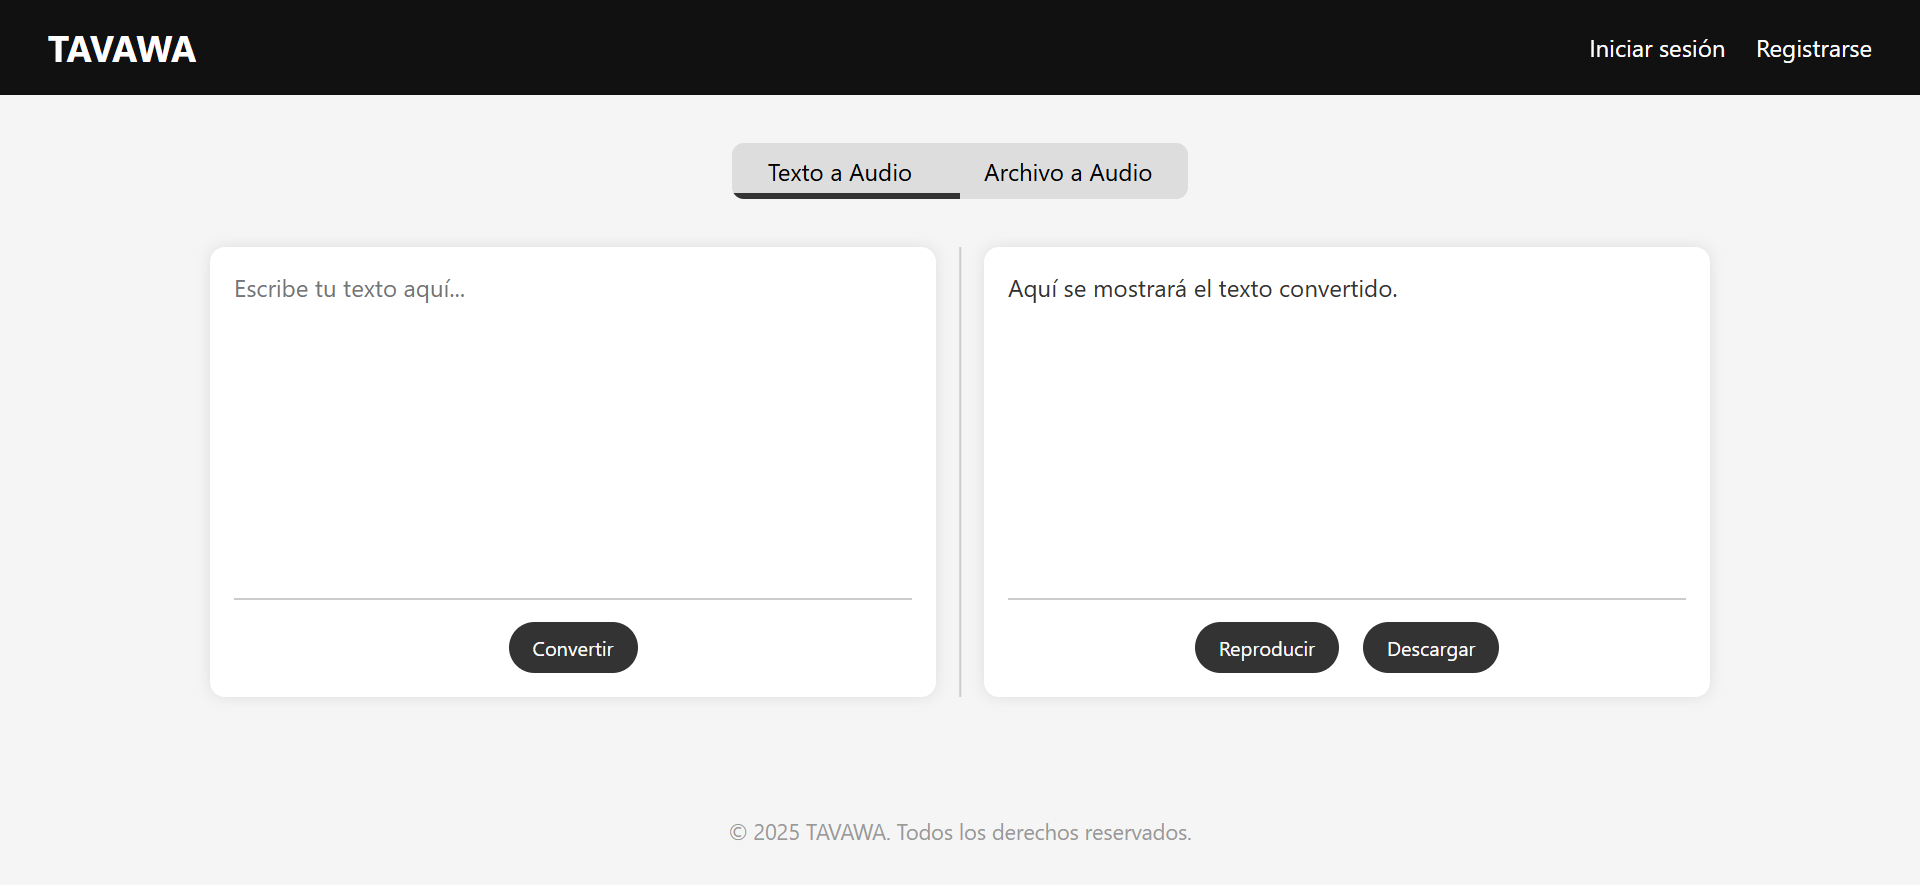 TAVAWA
Iniciar sesión
Registrarse
Texto a Audio
Archivo a Audio
Escribe tu texto aquí...
Convertir
Aquí se mostrará el texto convertido.
Reproducir
Descargar
© 2025 TAVAWA. Todos los derechos reservados.